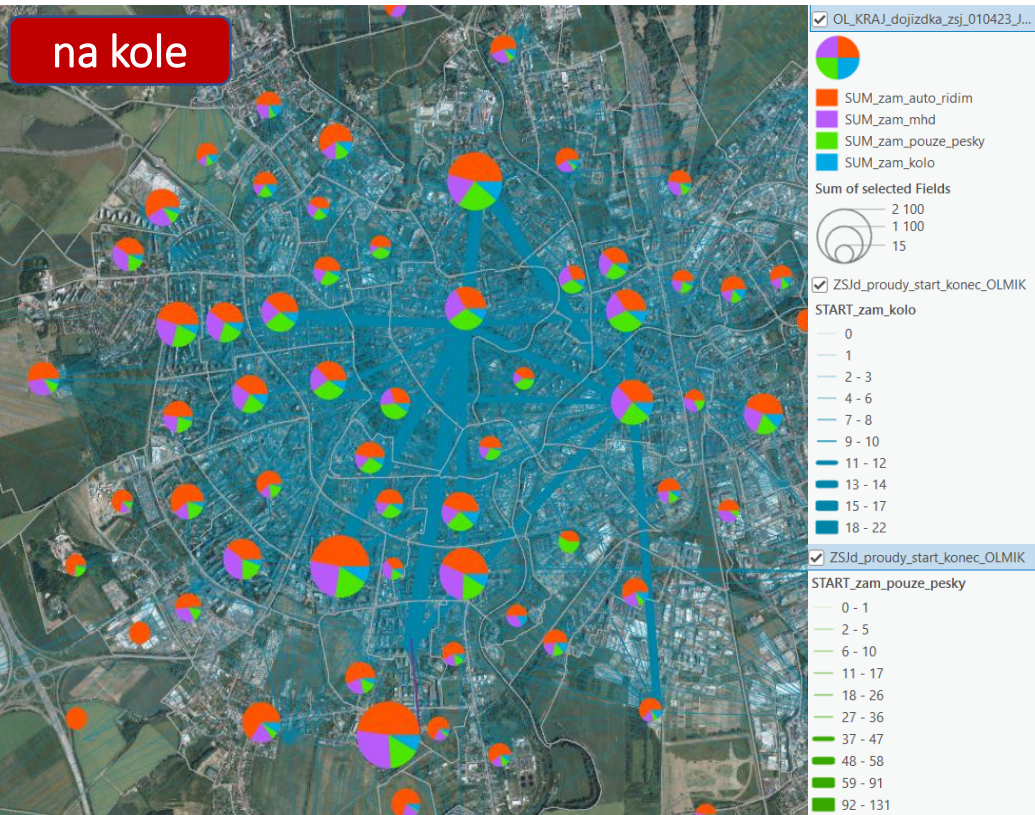 na kole
OL_KRAJ_dojizdka_zsj_010423_J...
SUM_zam_auto_ridim
SUM_zam_mhd
SUM_zam_pouze_pesky
SUM_zam_kolo
Sum of selected Fields
2 100
1 100
15
ZSJd_proudy_start_konec_OLMIK
START_zam_kolo
0
1
2 - 3
4 - 6
7 - 8
9 - 10
11 - 12
13 - 14
15 - 17
18 - 22
ZSJd_proudy_start_konec_OLMIK
START_zam_pouze_pesky
0 - 1
2 - 5
6 - 10
11 - 17
18 - 26
27 - 36
37 - 47
48 - 58
59 - 91
92 - 131